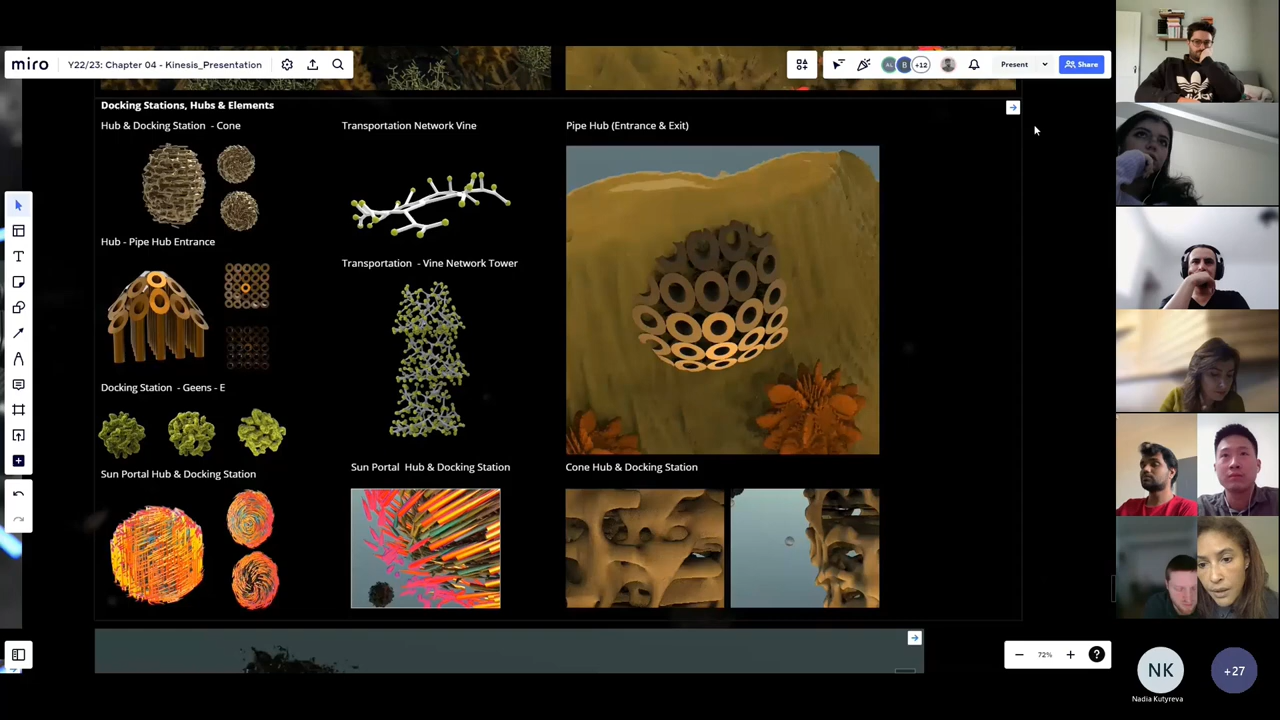 miro
Y22/23: Chapter 04 - Kinesis_Presentation
AL
B
+12
Present
Share
Docking Stations, Hubs & Elements
Hub & Docking Station - Cone
Transportation Network Vine
Pipe Hub (Entrance & Exit)
Hub - Pipe Hub Entrance
Transportation - Vine Network Tower
Docking Station - Geens - E
Sun Portal Hub & Docking Station
Sun Portal Hub & Docking Station
Cone Hub & Docking Station
72%
?
NK
+27
Nadia Kutyreva